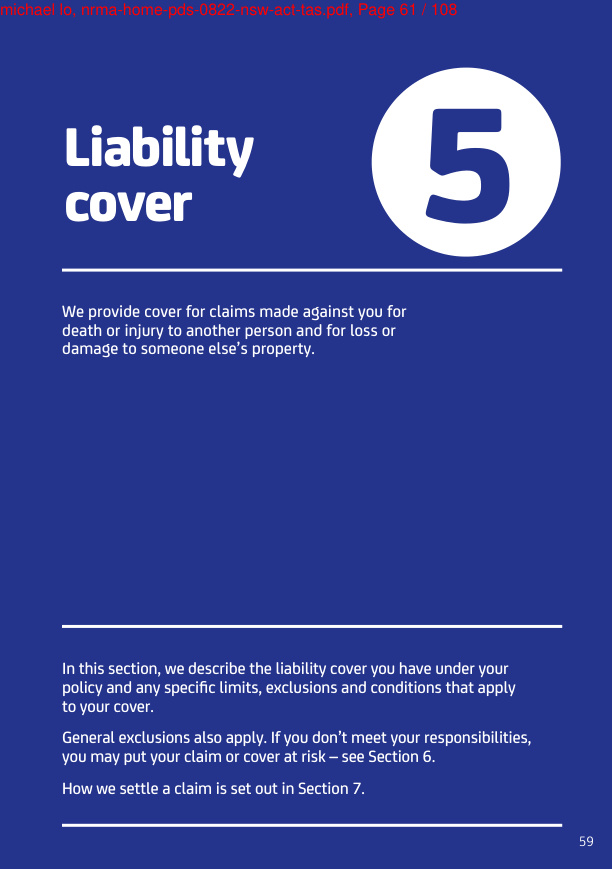 michael lo, nrma-home-pds-0822-nsw-act-tas.pdf, Page 61 / 108
Liability
cover
5
We provide cover for claims made against you for
death or injury to another person and for loss or
damage to someone else’s property.
In this section, we describe the liability cover you have under your
policy and any specific limits, exclusions and conditions that apply
to your cover.
General exclusions also apply. If you don’t meet your responsibilities,
you may put your claim or cover at risk – see Section 6.
How we settle a claim is set out in Section 7.
59